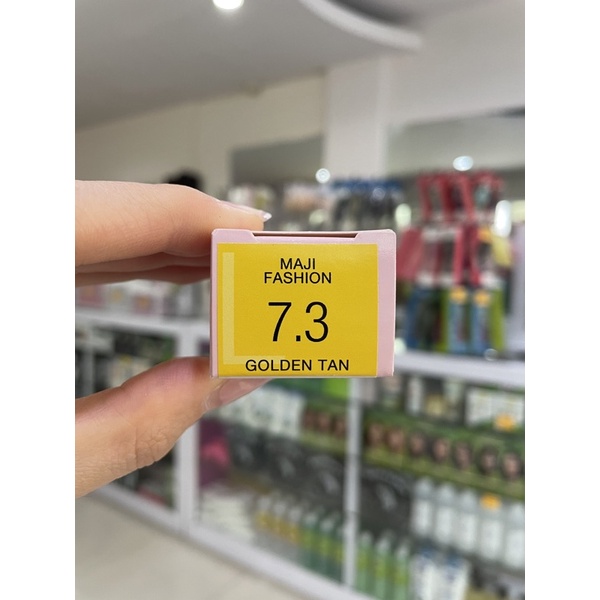 MAJI
FASHION
7.3
GOLDEN TAN